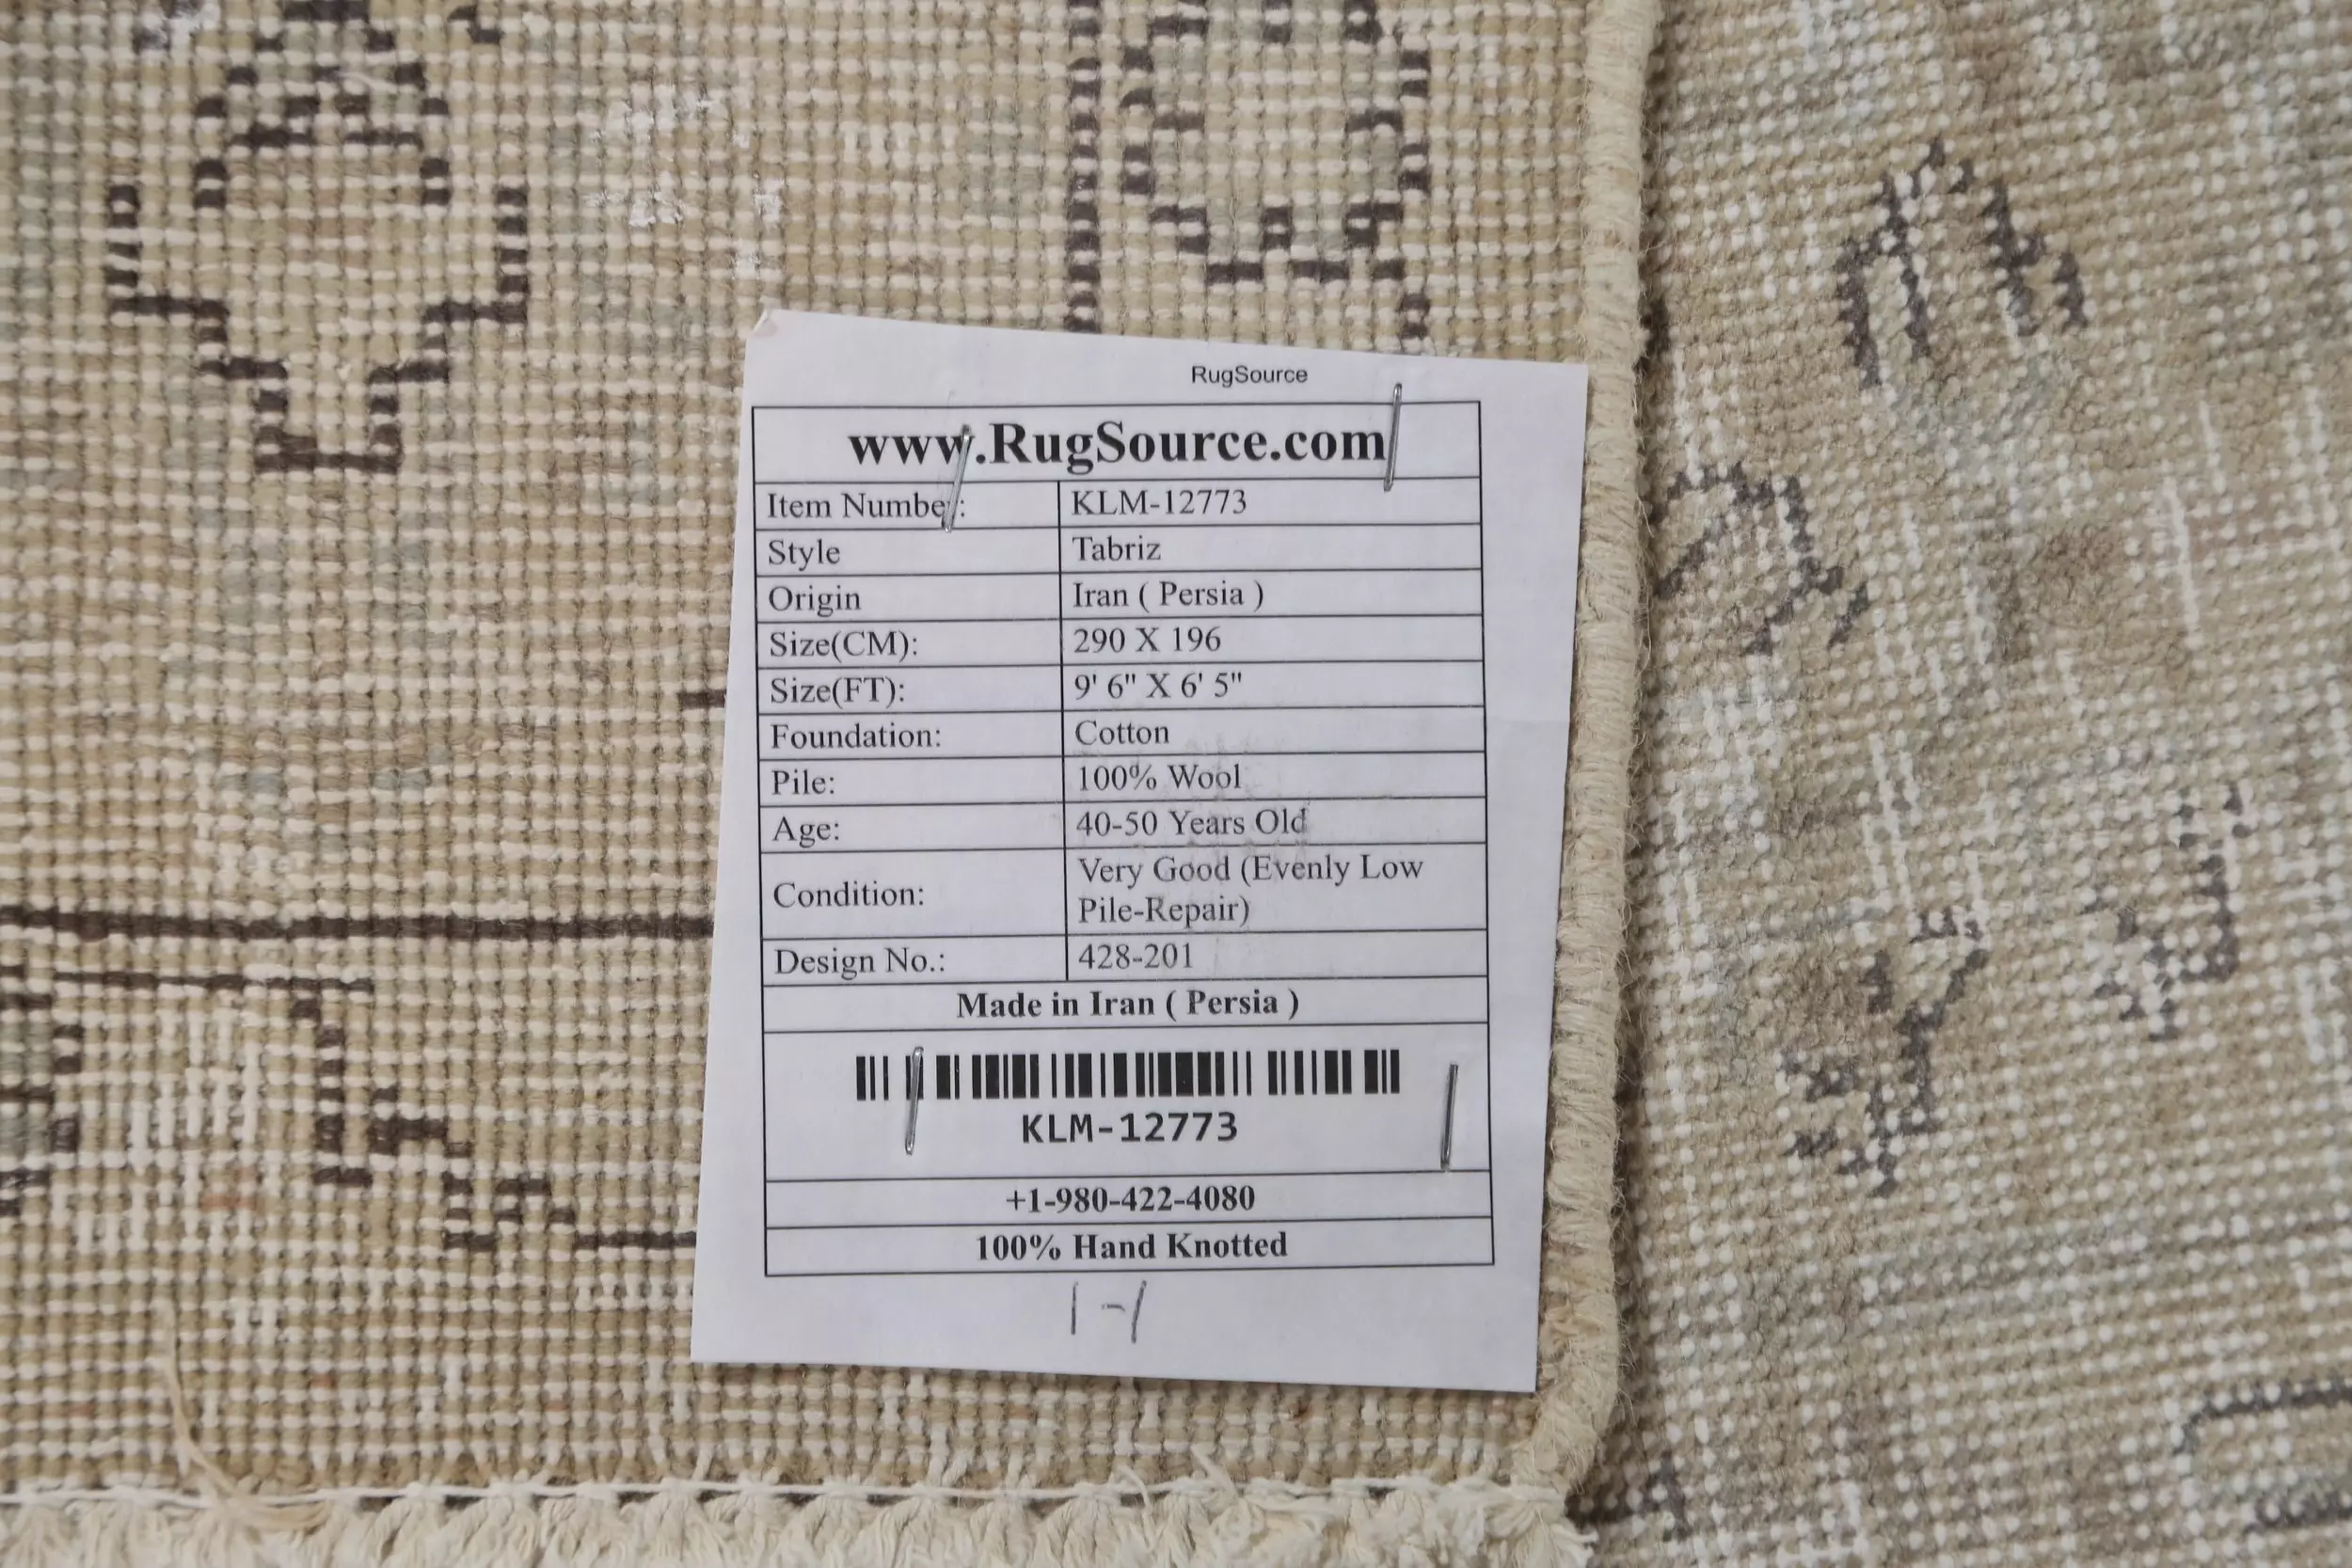 RugSource
www.RugSource.com
Item Number: KLM-12773
Style Tabriz
Origin Iran ( Persia )
Size(CM): 290 X 196
Size(FT): 9' 6" X 6' 5"
Foundation: Cotton
Pile: 100% Wool
Age: 40-50 Years Old
Condition: Very Good (Evenly Low
Pile-Repair)
Design No.: 428-201
Made in Iran ( Persia )
KLM-12773
+1-980-422-4080
100% Hand Knotted
1-1